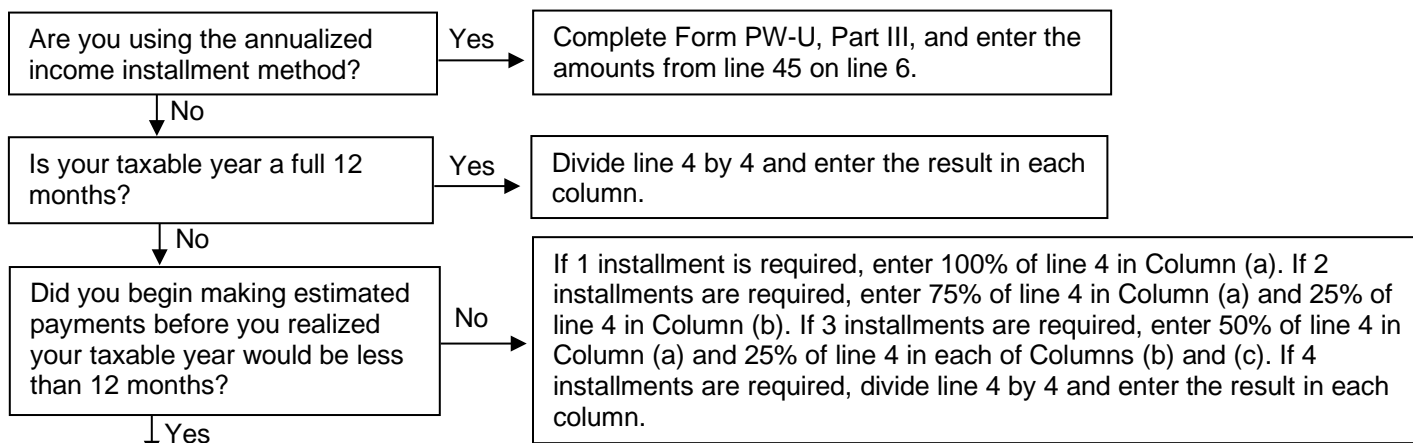 Are you using the annualized
income installment method?
Yes
Complete Form PW-U, Part III, and enter the
amounts from line 45 on line 6.
No
Is your taxable year a full 12
months?
Yes
Divide line 4 by 4 and enter the result in each
column.
No
Did you begin making estimated
payments before you realized
your taxable year would be less
than 12 months?
No
If 1 installment is required, enter 100% of line 4 in Column (a). If 2
installments are required, enter 75% of line 4 in Column (a) and 25% of
line 4 in Column (b). If 3 installments are required, enter 50% of line 4 in
Column (a) and 25% of line 4 in each of Columns (b) and (c). If 4
installments are required, divide line 4 by 4 and enter the result in each
column.
Yes